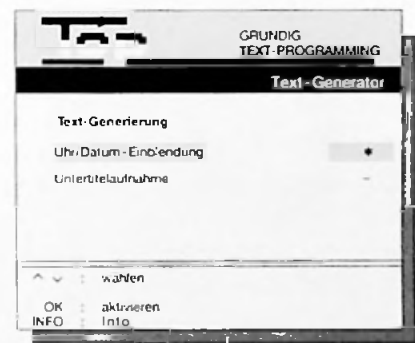 GRUNDIG
TEXT-PROGRAMMING
Text-Generator
Text-Generierung
Uhr/Datum-Einblendung *
Untertitelaufnahme -
: wählen
OK : aktivieren
INFO : Info